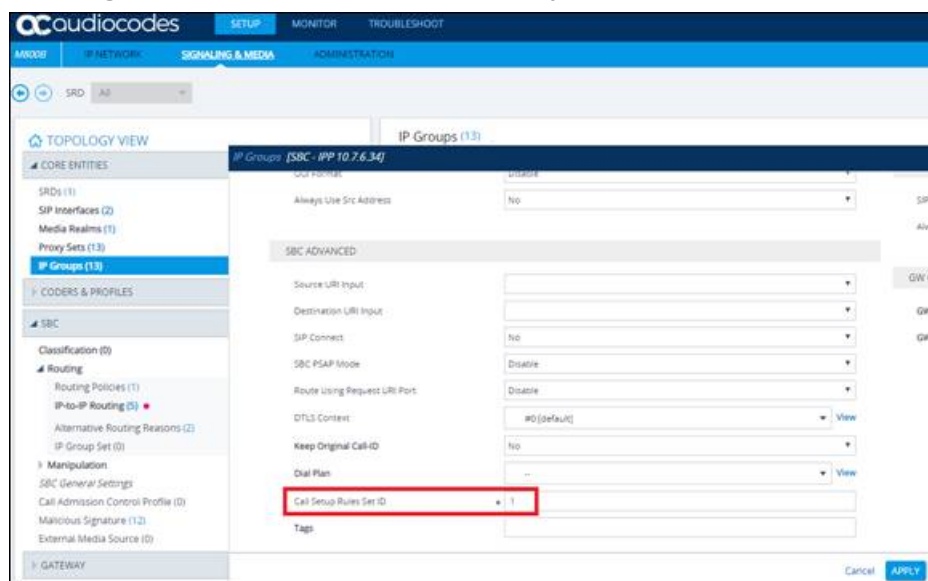 audiocodes
SETUP
MONITOR
TROUBLESHOOT
M800B
IP NETWORK
SIGNALING & MEDIA
ADMINISTRATION
SRD
All
TOPOLOGY VIEW
CORE ENTITIES
SRDs (1)
SIP Interfaces (2)
Media Realms (1)
Proxy Sets (13)
IP Groups (13)
CODERS & PROFILES
SBC
Classification (0)
Routing
Routing Policies (1)
IP-to-IP Routing (5)
Alternative Routing Reasons (2)
IP Group Set (0)
Manipulation
SBC General Settings
Call Admission Control Profile (0)
Malicious Signature (12)
External Media Source (0)
GATEWAY
IP Groups (13)
IP Groups [SBC - IPP 10.7.6.34]
Always Use Src Address No
SBC ADVANCED
Source URI Input
Destination URI Input
SIP Connect No
SBC PSAP Mode Disable
Route Using Request URI Port Disable
DTLS Context #0 [default] View
Keep Original Call-ID No
Dial Plan -- View
Call Setup Rules Set ID 1
Tags
Cancel APPLY
SIP
GW